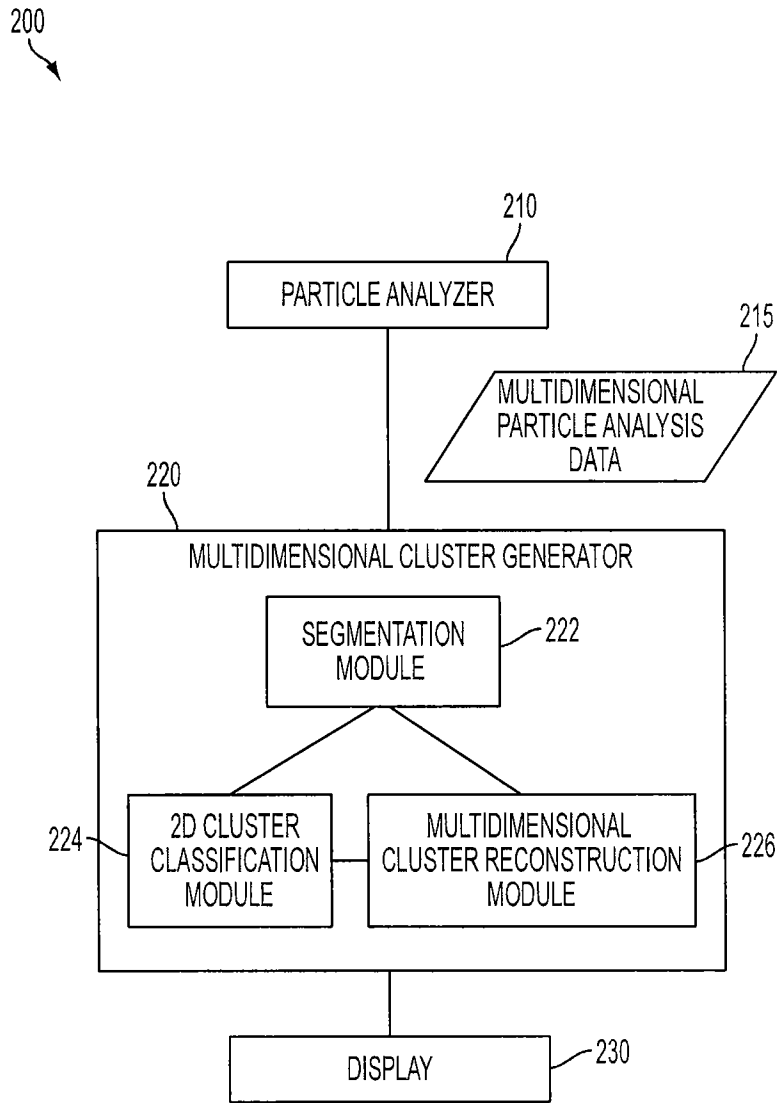 200
210
PARTICLE ANALYZER
215
MULTIDIMENSIONAL
PARTICLE ANALYSIS
DATA
220
MULTIDIMENSIONAL CLUSTER GENERATOR
SEGMENTATION
MODULE
222
224
2D CLUSTER
CLASSIFICATION
MODULE
MULTIDIMENSIONAL
CLUSTER RECONSTRUCTION
MODULE
226
DISPLAY
230